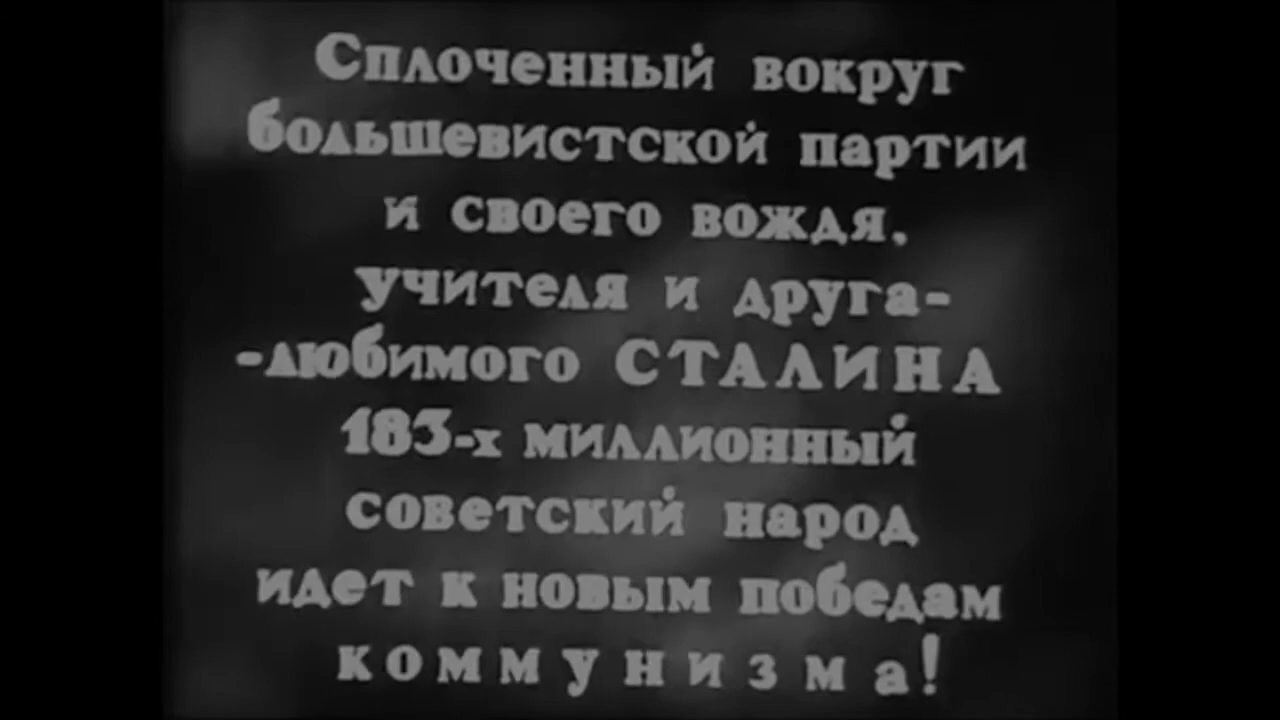 Сплоченный вокруг
большевистской партии
и своего вождя,
учителя и друга-
-любимого СТАЛИНА
183-х миллионный
советский народ
идет к новым победам
коммунизма!